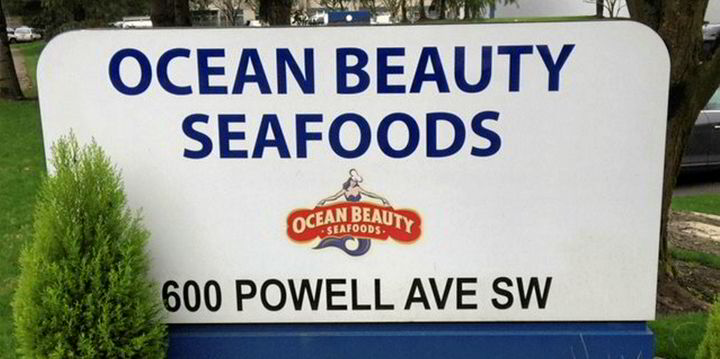 OCEAN BEAUTY
SEAFOODS
OCEAN BEAUTY
• SEAFOODS •
600 POWELL AVE SW